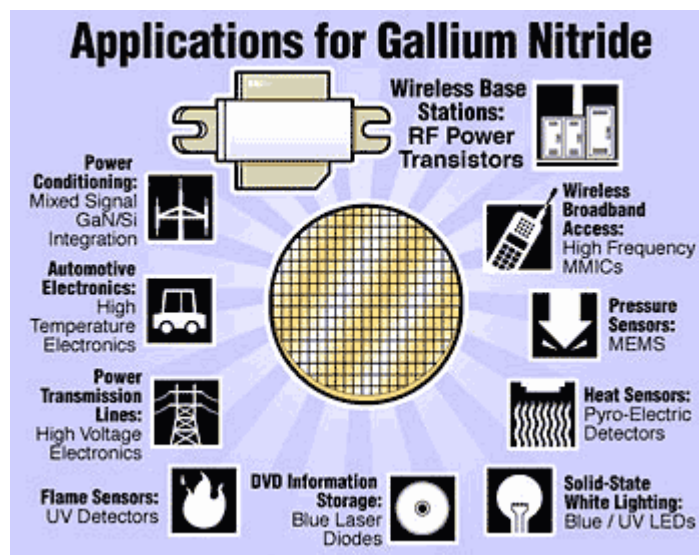 Applications for Gallium Nitride
Wireless Base
Stations:
RF Power
Transistors
Power
Conditioning:
Mixed Signal
GaN/Si
Integration
Wireless
Broadband
Access:
High Frequency
MMICs
Automotive
Electronics:
High
Temperature
Electronics
Pressure
Sensors:
MEMS
Power
Transmission
Lines:
High Voltage
Electronics
Heat Sensors:
Pyro-Electric
Detectors
Flame Sensors:
UV Detectors
DVD Information
Storage:
Blue Laser
Diodes
Solid-State
White Lighting:
Blue / UV LEDs